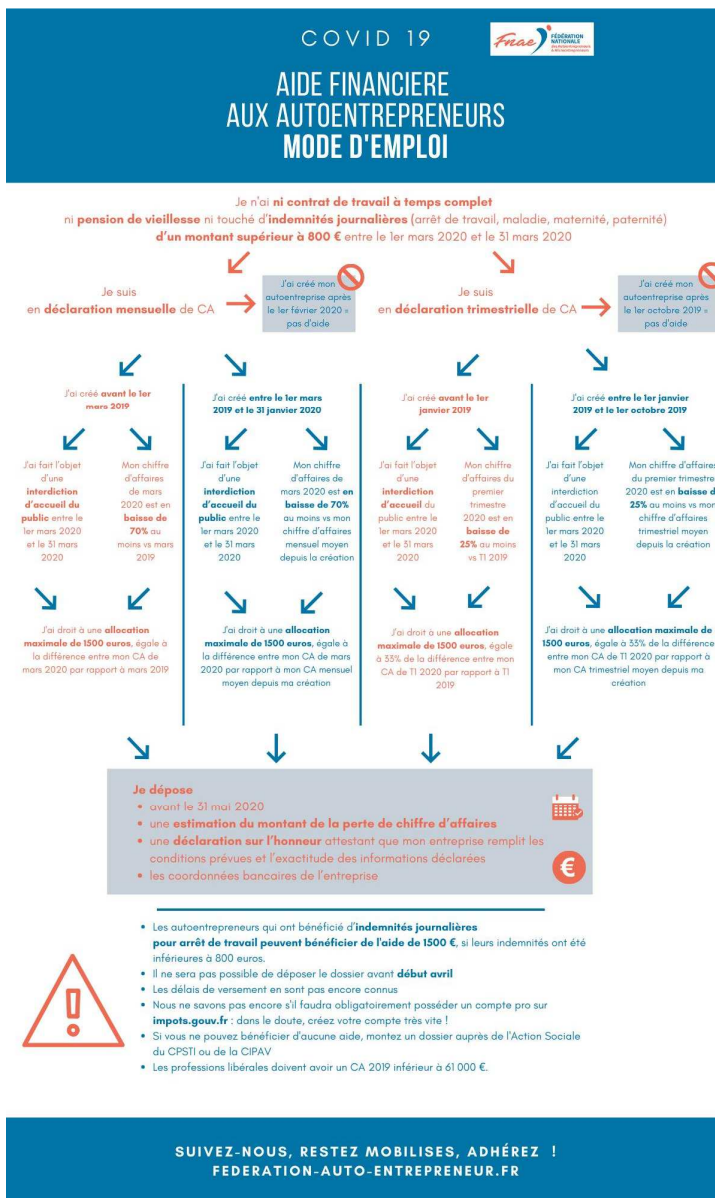 COVID 19
Fnae
FÉDÉRATION
NATIONALE
des Autoentrepreneurs
& Microentrepreneurs
AIDE FINANCIERE
AUX AUTOENTREPRENEURS
MODE D'EMPLOI
Je n'ai ni contrat de travail à temps complet
ni pension de vieillesse ni touché d'indemnités journalières (arrêt de travail, maladie, maternité, paternité)
d'un montant supérieur à 800 € entre le 1er mars 2020 et le 31 mars 2020
Je suis
en déclaration mensuelle de CA
J'ai créé mon
autoentreprise après
le 1er février 2020 =
pas d'aide
Je suis
en déclaration trimestrielle de CA
J'ai créé mon
autoentreprise après
le 1er octobre 2019 =
pas d'aide
J'ai créé avant le 1er
mars 2019
J'ai fait l'objet
d'une
interdiction
d'accueil du
public entre le
1er mars 2020
et le 31 mars
2020
Mon chiffre
d'affaires
de mars
2020 est en
baisse de
70% au
moins vs mars
2019
J'ai droit à une allocation
maximale de 1500 euros, égale à
la différence entre mon CA de
mars 2020 par rapport à mars 2019
J'ai créé entre le 1er mars
2019 et le 31 janvier 2020
J'ai fait l'objet
d'une
interdiction
d'accueil du
public entre le
1er mars 2020
et le 31 mars
2020
Mon chiffre
d'affaires de
mars 2020 est en
baisse de 70%
au moins vs mon
chiffre d'affaires
mensuel moyen
depuis la création
J'ai droit à une allocation
maximale de 1500 euros, égale à
la différence entre mon CA de mars
2020 par rapport à mon CA mensuel
moyen depuis ma création
J'ai créé avant le 1er
janvier 2019
J'ai fait l'objet
d'une
interdiction
d'accueil du
public entre le
1er mars 2020
et le 31 mars
2020
Mon chiffre
d'affaires du
premier
trimestre
2020 est en
baisse de
25% au moins
vs T1 2019
J'ai droit à une allocation
maximale de 1500 euros, égale
à 33% de la différence entre mon
CA de T1 2020 par rapport à T1
2019
J'ai créé entre le 1er janvier
2019 et le 1er octobre 2019
J'ai fait l'objet
d'une
interdiction
d'accueil du
public entre le
1er mars 2020
et le 31 mars
2020
Mon chiffre d'affaires
du premier trimestre
2020 est en baisse de
25% au moins vs mon
chiffre d'affaires
trimestriel moyen
depuis la création
J'ai droit à une allocation maximale de
1500 euros, égale à 33% de la différence
entre mon CA de T1 2020 par rapport à
mon CA trimestriel moyen depuis ma
création
Je dépose
• avant le 31 mai 2020
• une estimation du montant de la perte de chiffre d'affaires
• une déclaration sur l'honneur attestant que mon entreprise remplit les
conditions prévues et l'exactitude des informations déclarées
• les coordonnées bancaires de l'entreprise
€
• Les autoentrepreneurs qui ont bénéficié d'indemnités journalières
pour arrêt de travail peuvent bénéficier de l'aide de 1500 €, si leurs indemnités ont été
inférieures à 800 euros.
• Il ne sera pas possible de déposer le dossier avant début avril
• Les délais de versement en sont pas encore connus
• Nous ne savons pas encore s'il faudra obligatoirement posséder un compte pro sur
impots.gouv.fr : dans le doute, créez votre compte très vite !
• Si vous ne pouvez bénéficier d'aucune aide, montez un dossier auprès de l'Action Sociale
du CPSTI ou de la CIPAV
• Les professions libérales doivent avoir un CA 2019 inférieur à 61 000 €.
SUIVEZ-NOUS, RESTEZ MOBILISES, ADHÉREZ !
FEDERATION-AUTO-ENTREPRENEUR.FR